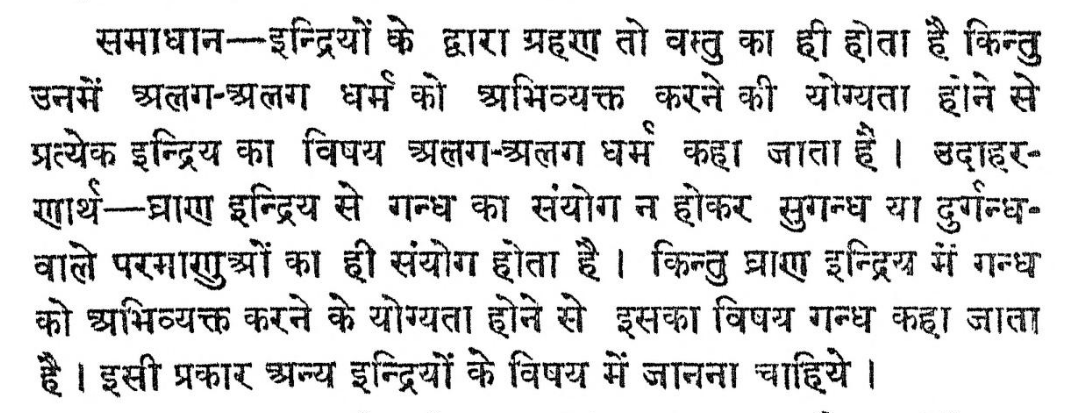 समाधान—इन्द्रियों के द्वारा ग्रहण तो वस्तु का ही होता है किन्तु
उनमें अलग-अलग धर्म को अभिव्यक्त करने की योग्यता होने से
प्रत्येक इन्द्रिय का विषय अलग-अलग धर्म कहा जाता है । उदाहर-
णार्थ—घ्राण इन्द्रिय से गन्ध का संयोग न होकर सुगन्ध या दुर्गन्ध-
वाले परमाणुओं का ही संयोग होता है । किन्तु घ्राण इन्द्रिय में गन्ध
को अभिव्यक्त करने के योग्यता होने से इसका विषय गन्ध कहा जाता
है । इसी प्रकार अन्य इन्द्रियों के विषय में जानना चाहिये ।